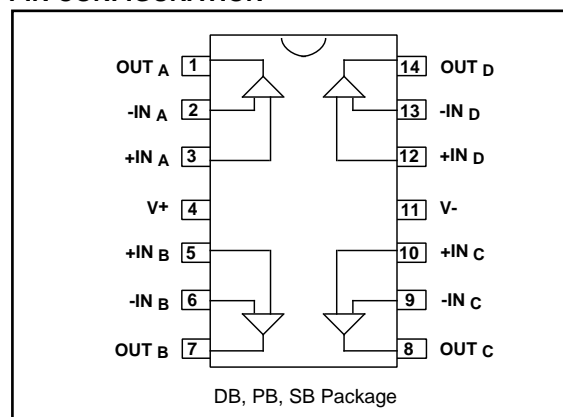 OUT A 1 14 OUT D
-IN A 2 13 -IN D
+IN A 3 12 +IN D
V+ 4 11 V-
+IN B 5 10 +IN C
-IN B 6 9 -IN C
OUT B 7 8 OUT C
DB, PB, SB Package